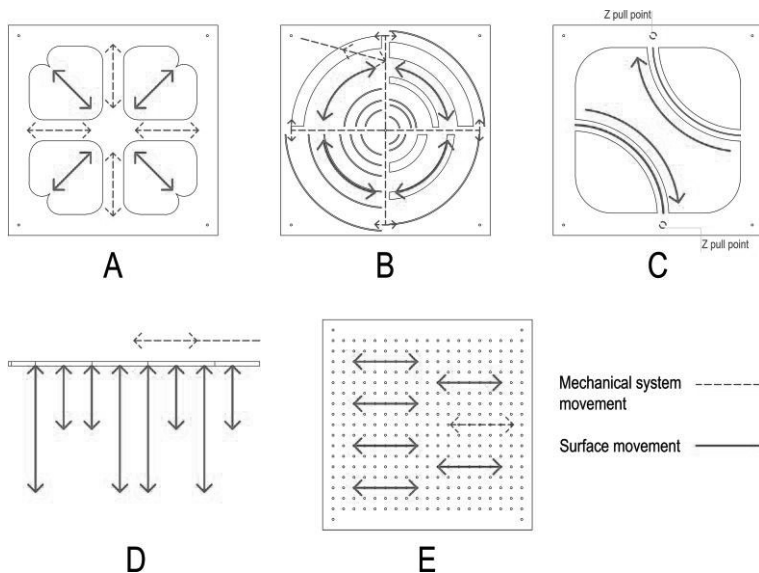 Z pull point
A
B
C
Z pull point
D
E
Mechanical system
movement
Surface movement